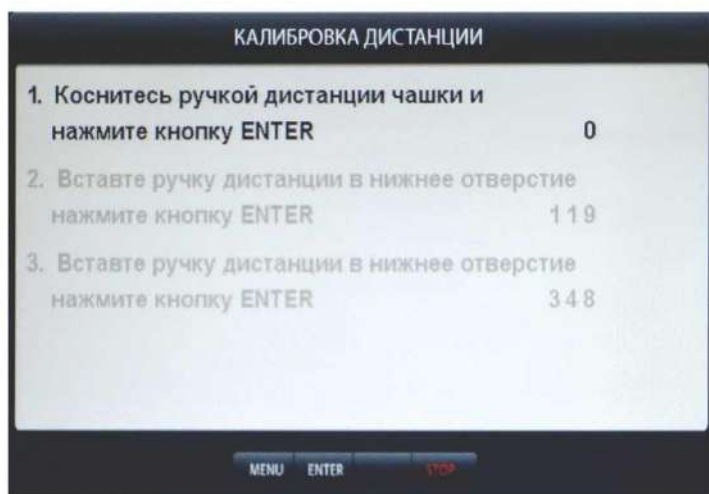 КАЛИБРОВКА ДИСТАНЦИИ
1. Коснитесь ручкой дистанции чашки и
нажмите кнопку ENTER 0
2. Вставте ручку дистанции в нижнее отверстие
нажмите кнопку ENTER 119
3. Вставте ручку дистанции в нижнее отверстие
нажмите кнопку ENTER 348
MENU ENTER STOP